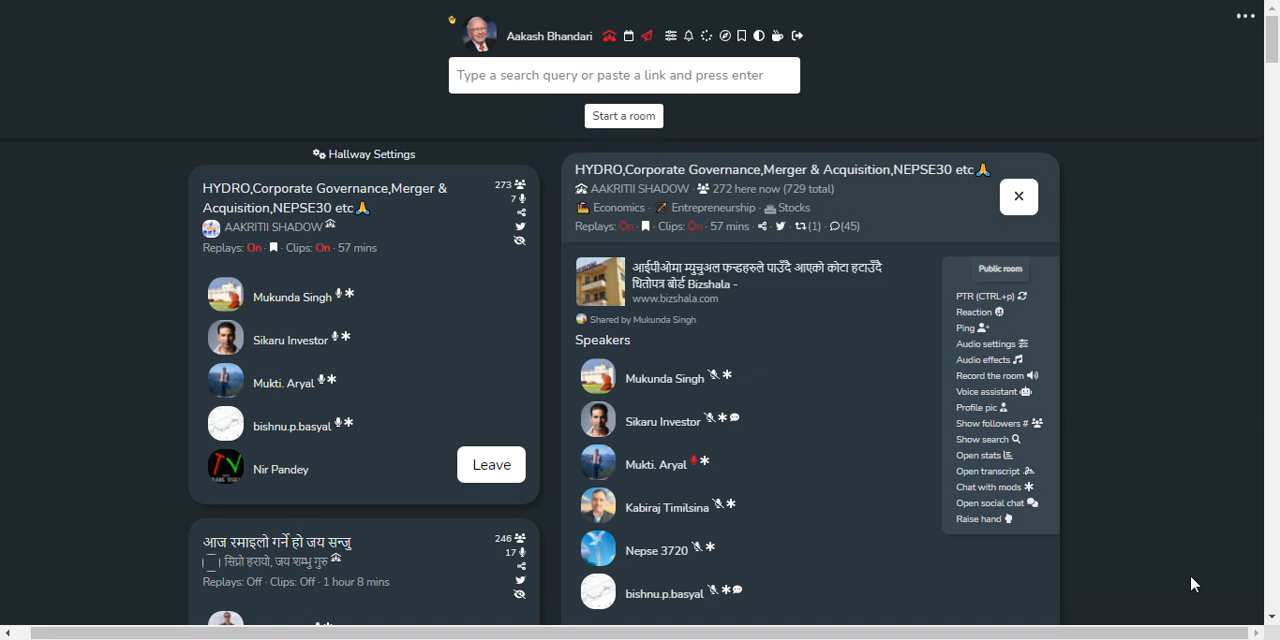 Aakash Bhandari
Type a search query or paste a link and press enter
Start a room
Hallway Settings
HYDRO,Corporate Governance,Merger &
Acquisition,NEPSE30 etc🙏
273
7
AAKRITII SHADOW
Replays: On · Clips: On · 57 mins
Mukunda Singh
Sikaru Investor
Mukti. Aryal
bishnu.p.basyal
Nir Pandey
Leave
आज रमाइलो गर्ने हो जय सन्जु
246
17
सिप्रो हरायो, जय शम्भु गुरु
Replays: Off · Clips: Off · 1 hour 8 mins
HYDRO,Corporate Governance,Merger & Acquisition,NEPSE30 etc🙏
AAKRITII SHADOW · 272 here now (729 total)
Economics · Entrepreneurship · Stocks
Replays: On · Clips: On · 57 mins · (1) · (45)
आईपीओमा म्युचुअल फन्डहरुले पाउँदै आएको कोटा हटाउँदै
धितोपत्र बोर्ड Bizshala -
www.bizshala.com
Shared by Mukunda Singh
Speakers
Mukunda Singh
Sikaru Investor
Mukti. Aryal
Kabiraj Timilsina
Nepse 3720
bishnu.p.basyal
Public room
PTR (CTRL+p)
Reaction
Ping
Audio settings
Audio effects
Record the room
Voice assistant
Profile pic
Show followers #
Show search
Open stats
Open transcript
Chat with mods
Open social chat
Raise hand